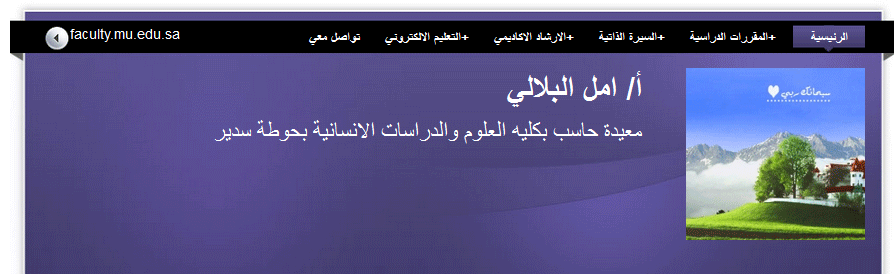 الرئيسية +المقررات الدراسية +السيرة الذاتية +الارشاد الاكاديمي +التعليم الالكتروني تواصل معي faculty.mu.edu.sa
سبحانك ربي
أ/ امل البلالي
معيدة حاسب بكليه العلوم والدراسات الانسانية بحوطة سدير